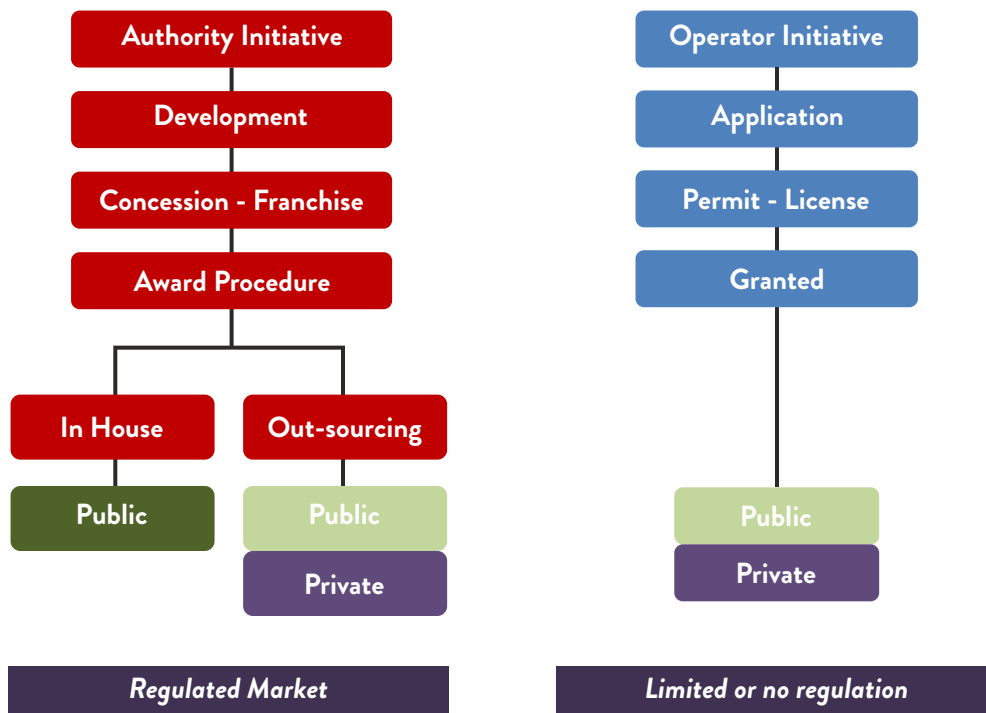 Authority Initiative
Development
Concession - Franchise
Award Procedure
In House
Out-sourcing
Public
Public
Private
Regulated Market
Operator Initiative
Application
Permit - License
Granted
Public
Private
Limited or no regulation